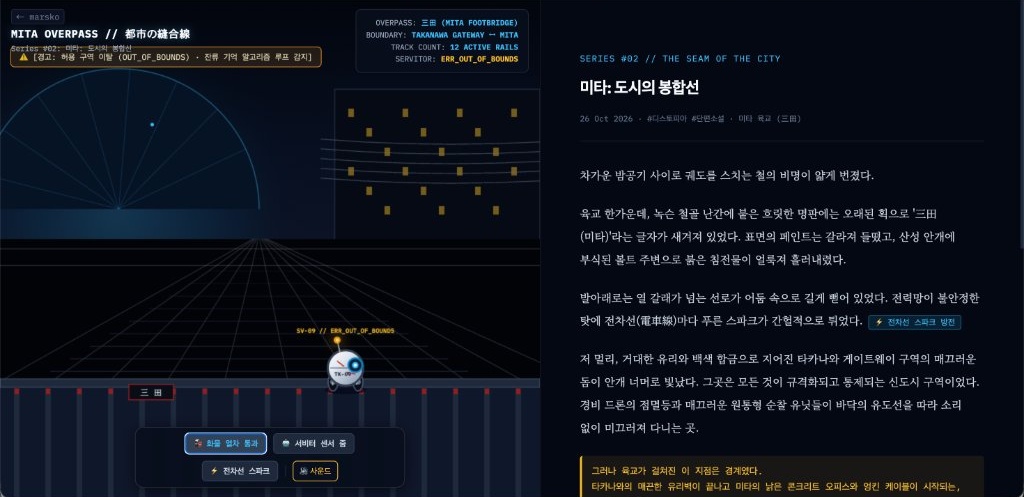 ← marsko
MITA OVERPASS // 都市の縫合線
Series #02: 미타: 도시의 봉합선
⚠ [경고: 허용 구역 이탈 (OUT_OF_BOUNDS) · 잔류 기억 알고리즘 루프 감지]
OVERPASS: 三田 (MITA FOOTBRIDGE)
BOUNDARY: TAKANAWA GATEWAY ↔ MITA
TRACK COUNT: 12 ACTIVE RAILS
SERVITOR: ERR_OUT_OF_BOUNDS
SV-09 // ERR_OUT_OF_BOUNDS
三 田
화물 열차 통과
서비터 센서 줌
⚡ 전차선 스파크
사운드
SERIES #02 // THE SEAM OF THE CITY
미타: 도시의 봉합선
26 Oct 2026 · #디스토피아 #단편소설 · 미타 육교 (三田)
차가운 밤공기 사이로 궤도를 스치는 철의 비명이 얇게 번졌다.
육교 한가운데, 녹슨 철골 난간에 붙은 흐릿한 명판에는 오래된 획으로 '三田
(미타)'라는 글자가 새겨져 있었다. 표면의 페인트는 갈라져 들떴고, 산성 안개에
부식된 볼트 주변으로 붉은 침전물이 얼룩져 흘러내렸다.
발아래로는 열 갈래가 넘는 선로가 어둠 속으로 길게 뻗어 있었다. 전력망이 불안정한
탓에 전차선(電車線)마다 푸른 스파크가 간헐적으로 튀었다. ⚡ 전차선 스파크 방전
저 멀리, 거대한 유리와 백색 합금으로 지어진 타카나와 게이트웨이 구역의 매끄러운
돔이 안개 너머로 빛났다. 그곳은 모든 것이 규격화되고 통제되는 신도시 구역이었다.
경비 드론의 점멸등과 매끄러운 원통형 순찰 유닛들이 바닥의 유도선을 따라 소리
없이 미끄러져 다니는 곳.
그러나 육교가 걸쳐진 이 지점은 경계였다.
타카나와의 매끈한 유리벽이 끝나고 미타의 낡은 콘크리트 오피스와 엉킨 케이블이 시작되는,